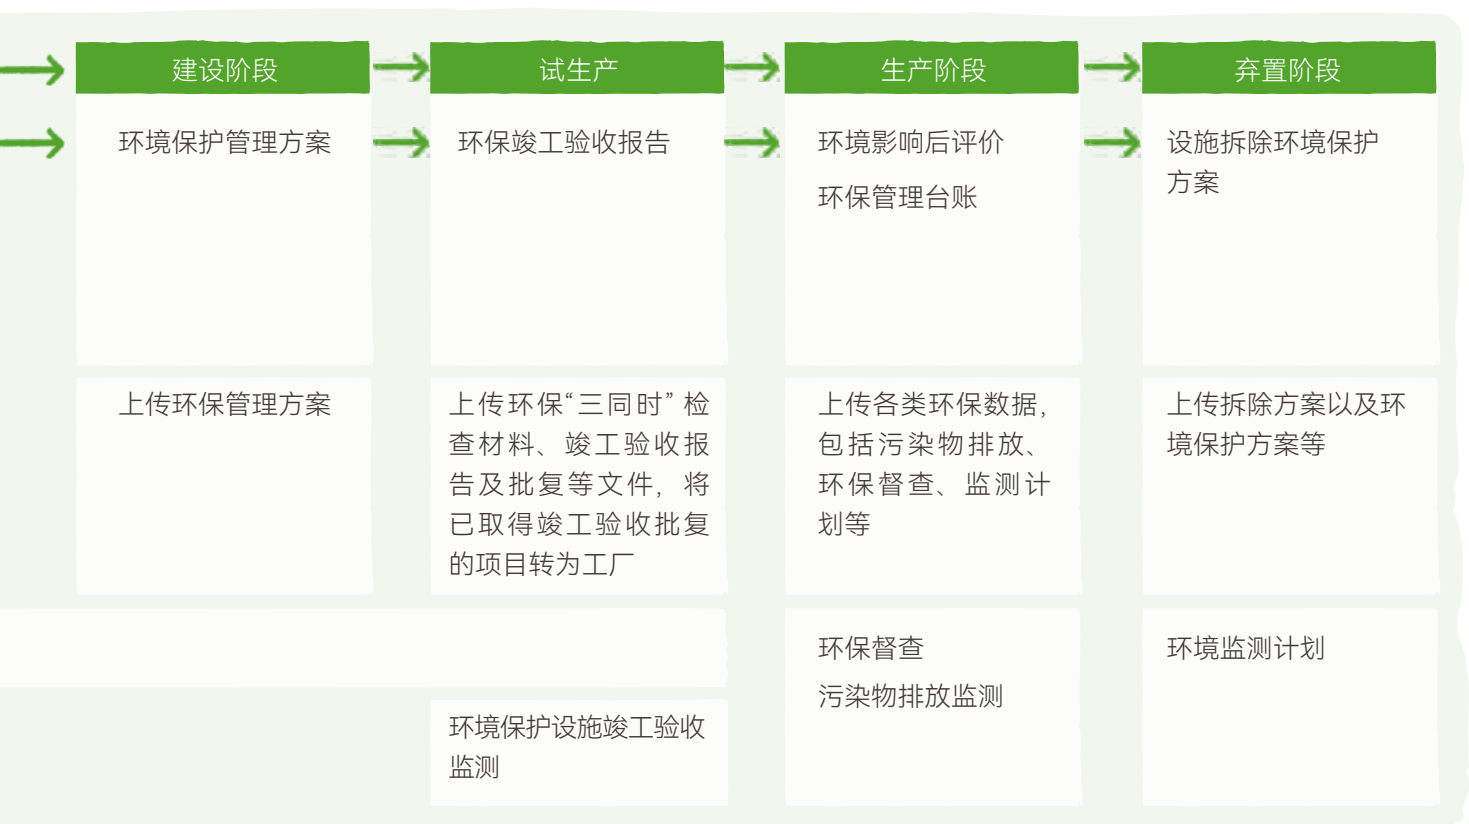 建设阶段
试生产
生产阶段
弃置阶段
环境保护管理方案
环保竣工验收报告
环境影响后评价
环保管理台账
设施拆除环境保护
方案
上传环保管理方案
上传环保“三同时”检
查材料、竣工验收报
告及批复等文件，将
已取得竣工验收批复
的项目转为工厂
上传各类环保数据，
包括污染物排放、
环保督查、监测计
划等
上传拆除方案以及环
境保护方案等
环境保护设施竣工验收
监测
环保督查
污染物排放监测
环境监测计划